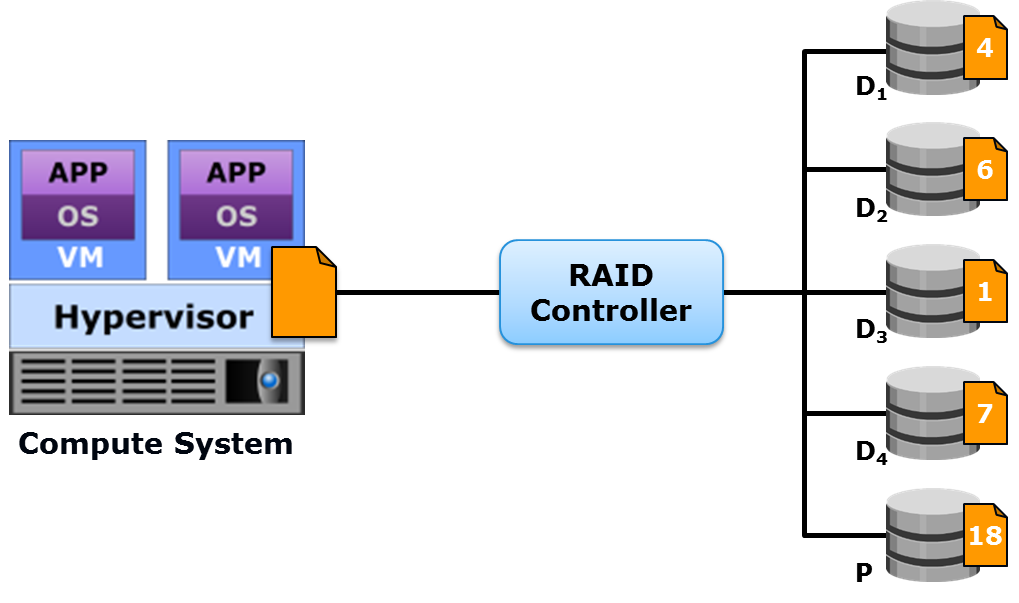 APP
OS
VM
APP
OS
VM
Hypervisor
Compute System
RAID
Controller
4
D1
6
D2
1
D3
7
D4
18
P